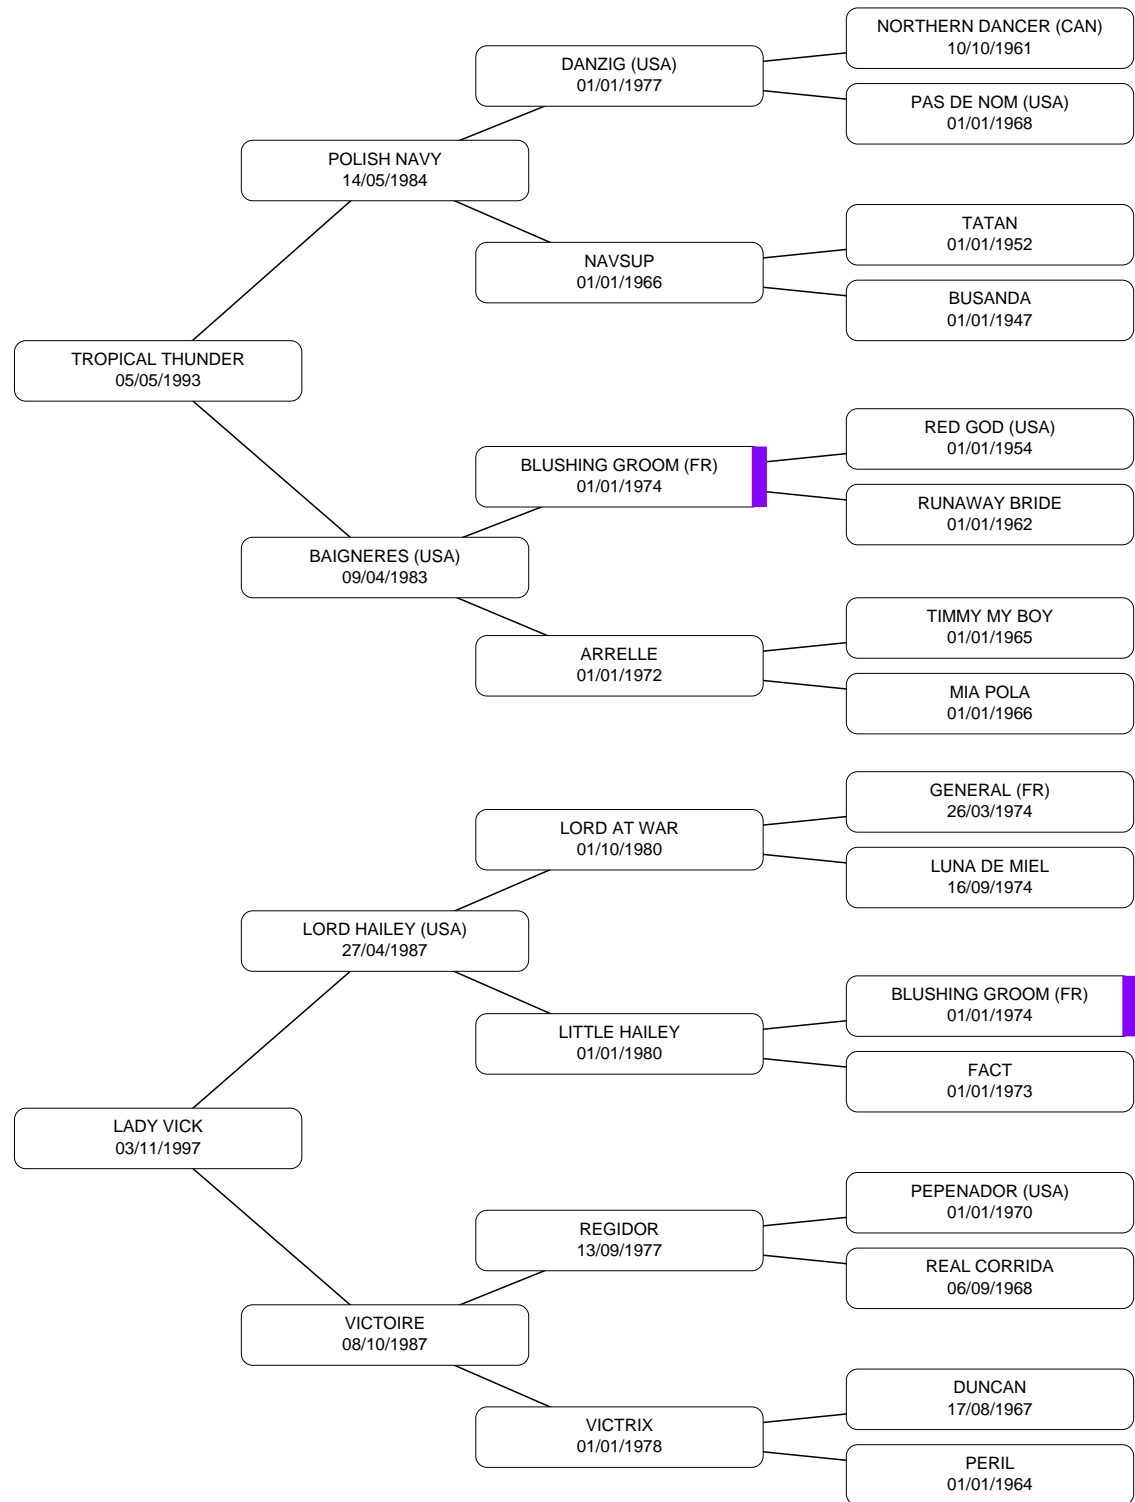 NORTHERN DANCER (CAN)
10/10/1961
DANZIG (USA)
01/01/1977
PAS DE NOM (USA)
01/01/1968
POLISH NAVY
14/05/1984
TATAN
01/01/1952
NAVSUP
01/01/1966
BUSANDA
01/01/1947
TROPICAL THUNDER
05/05/1993
RED GOD (USA)
01/01/1954
BLUSHING GROOM (FR)
01/01/1974
RUNAWAY BRIDE
01/01/1962
BAIGNERES (USA)
09/04/1983
TIMMY MY BOY
01/01/1965
ARRELLE
01/01/1972
MIA POLA
01/01/1966
GENERAL (FR)
26/03/1974
LORD AT WAR
01/10/1980
LUNA DE MIEL
16/09/1974
LORD HAILEY (USA)
27/04/1987
BLUSHING GROOM (FR)
01/01/1974
LITTLE HAILEY
01/01/1980
FACT
01/01/1973
LADY VICK
03/11/1997
PEPENADOR (USA)
01/01/1970
REGIDOR
13/09/1977
REAL CORRIDA
06/09/1968
VICTOIRE
08/10/1987
DUNCAN
17/08/1967
VICTRIX
01/01/1978
PERIL
01/01/1964